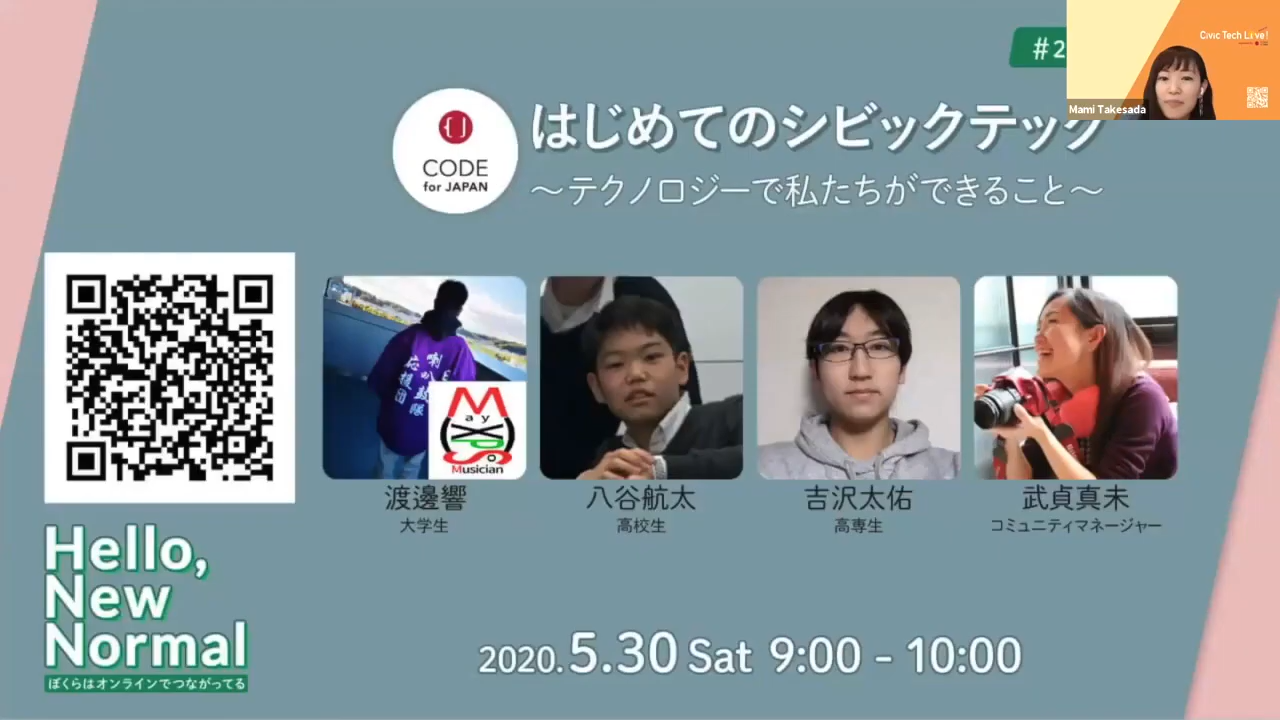 #2
Civic Tech Live!
Mami Takesada
CODE
for JAPAN
はじめてのシビックテック
〜テクノロジーで私たちができること〜
応援団
May
Musician
渡邊響
大学生
八谷航太
高校生
吉沢太佑
高専生
武貞真未
コミュニティマネージャー
Hello,
New
Normal
ぼくらはオンラインでつながってる
2020.5.30 Sat 9:00 - 10:00